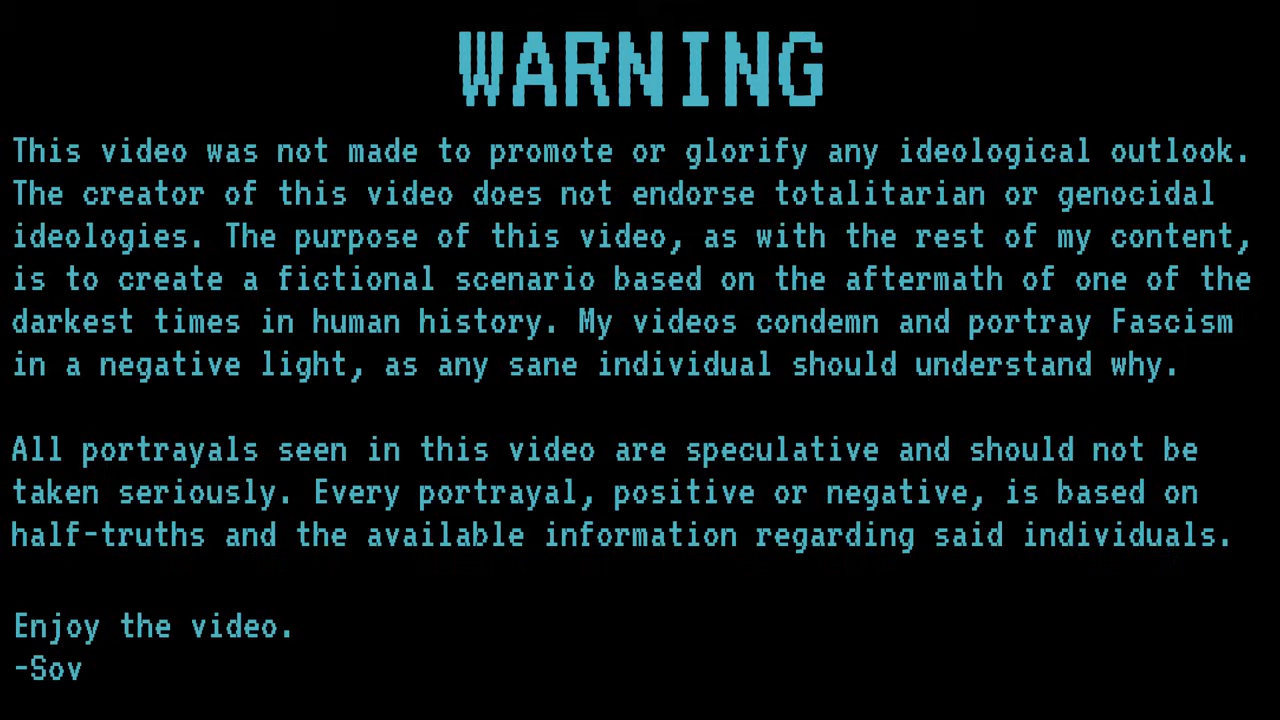 WARNING
This video was not made to promote or glorify any ideological outlook.
The creator of this video does not endorse totalitarian or genocidal
ideologies. The purpose of this video, as with the rest of my content,
is to create a fictional scenario based on the aftermath of one of the
darkest times in human history. My videos condemn and portray Fascism
in a negative light, as any sane individual should understand why.
All portrayals seen in this video are speculative and should not be
taken seriously. Every portrayal, positive or negative, is based on
half-truths and the available information regarding said individuals.
Enjoy the video.
-Sov